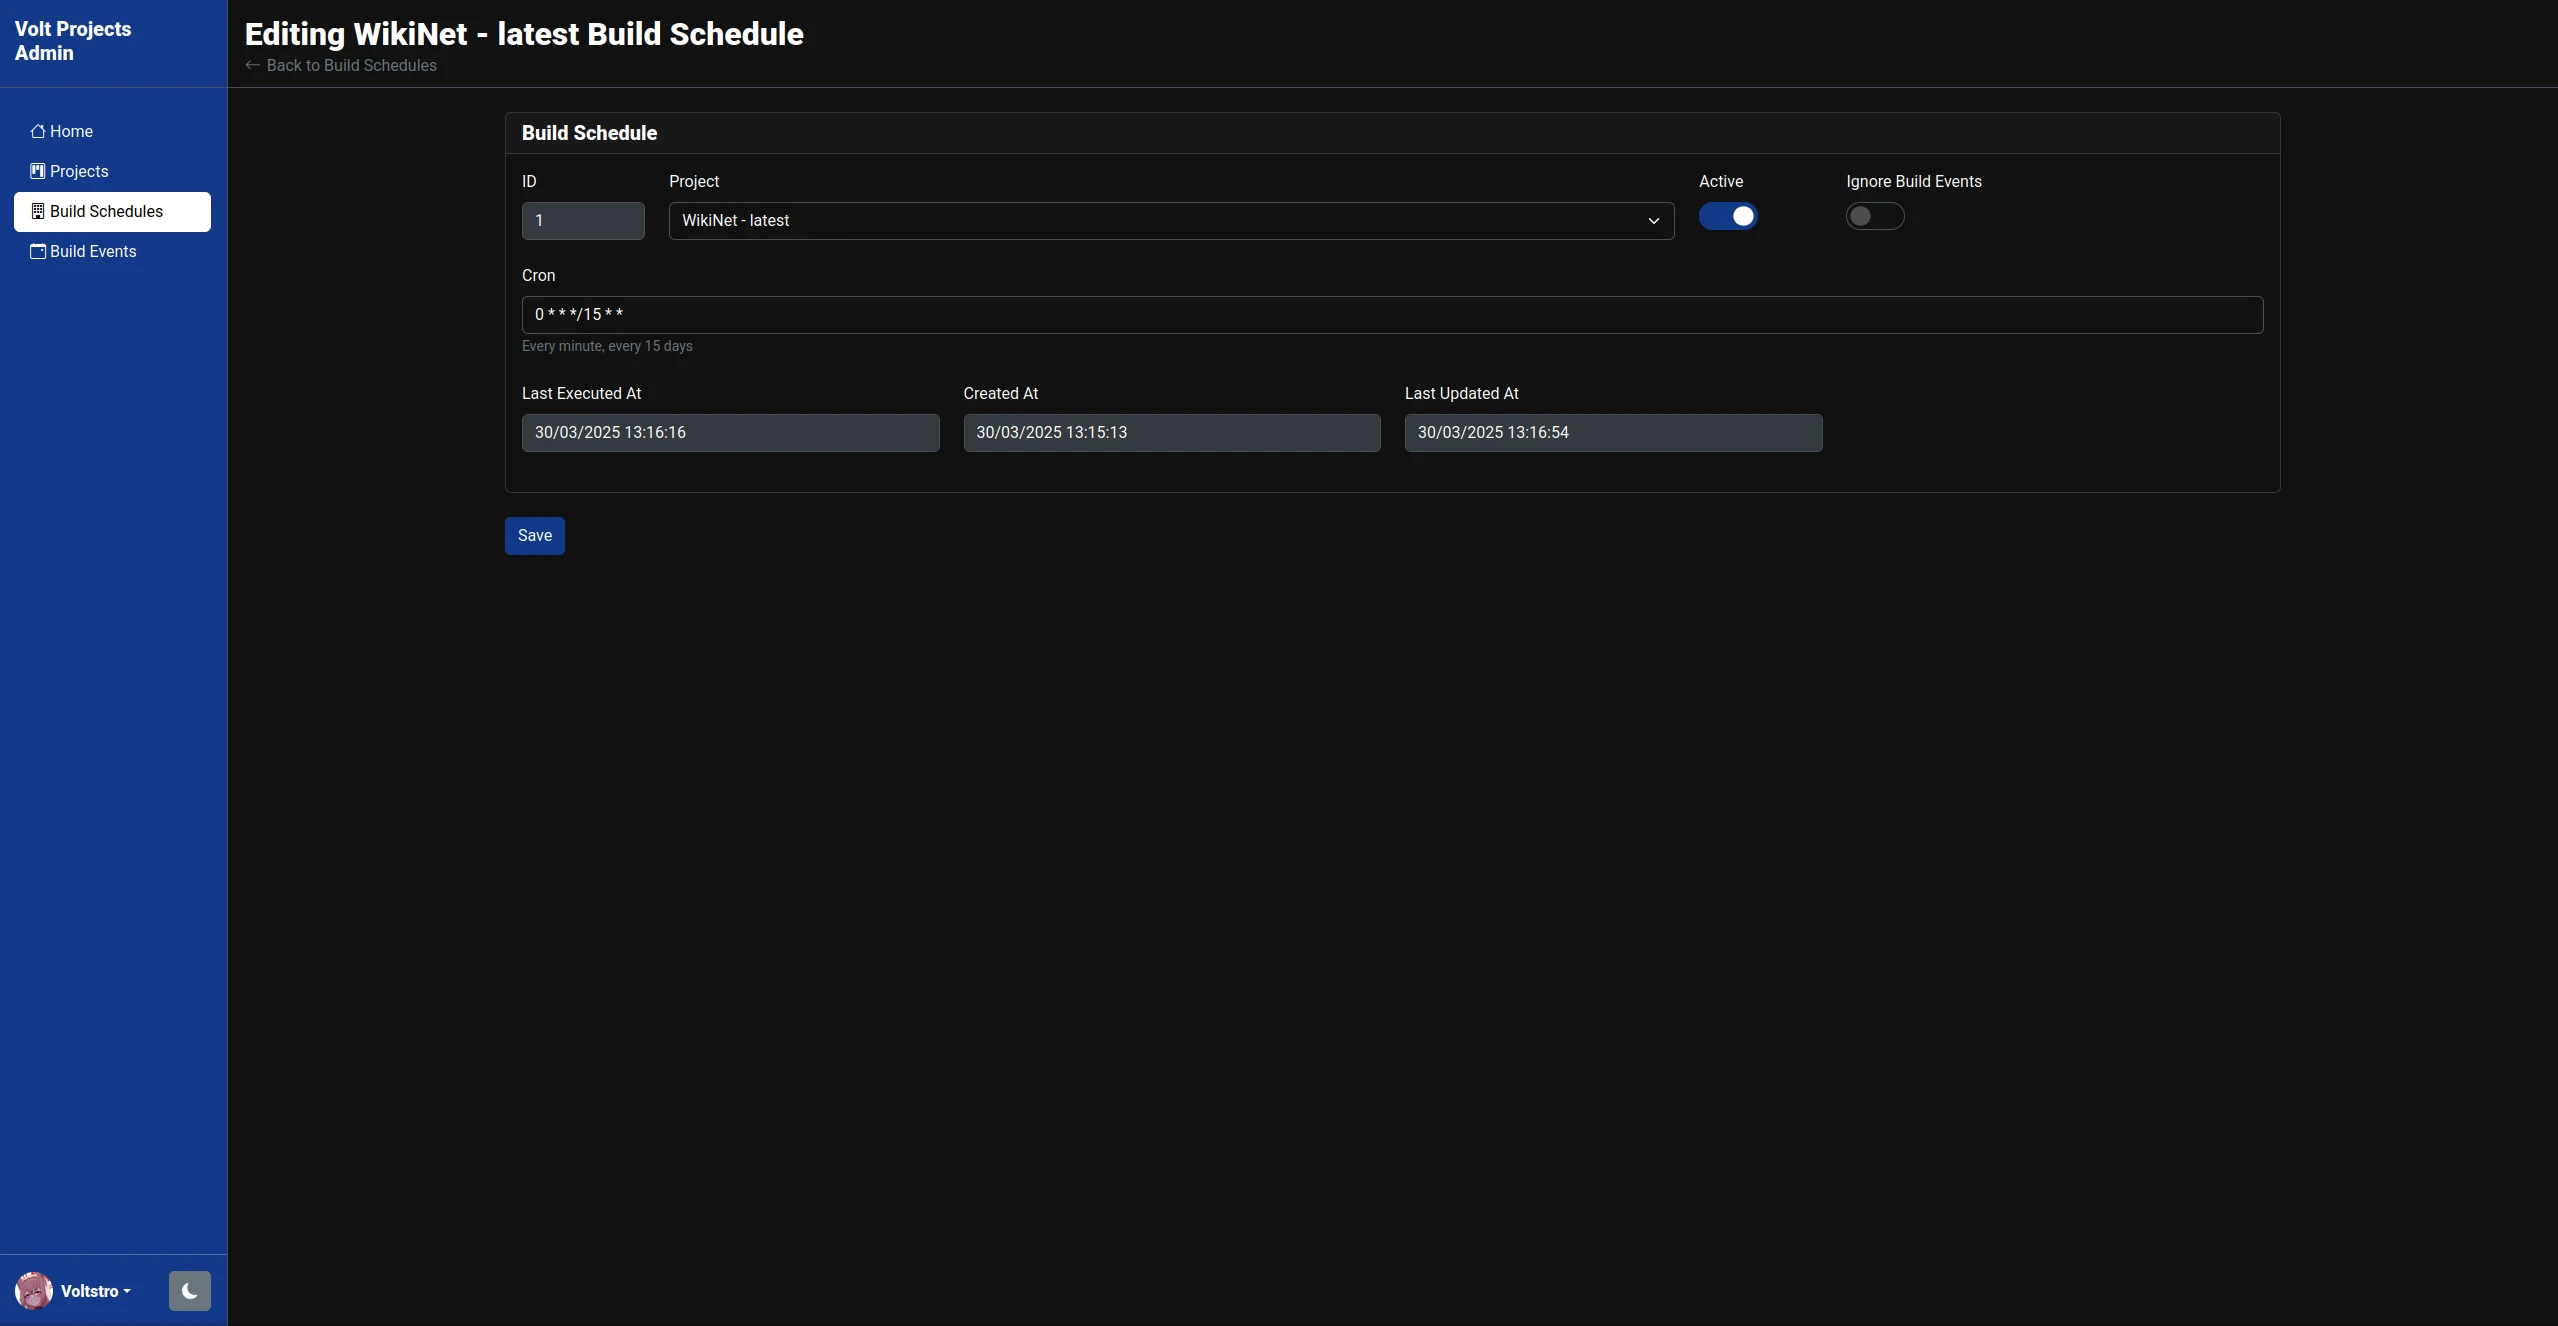 Volt Projects
Admin
Editing WikiNet - latest Build Schedule
← Back to Build Schedules
Home
Projects
Build Schedules
Build Events
Build Schedule
ID
Project
Active
Ignore Build Events
1
WikiNet - latest
Cron
0 * * */15 * *
Every minute, every 15 days
Last Executed At
Created At
Last Updated At
30/03/2025 13:16:16
30/03/2025 13:15:13
30/03/2025 13:16:54
Save
Voltstro